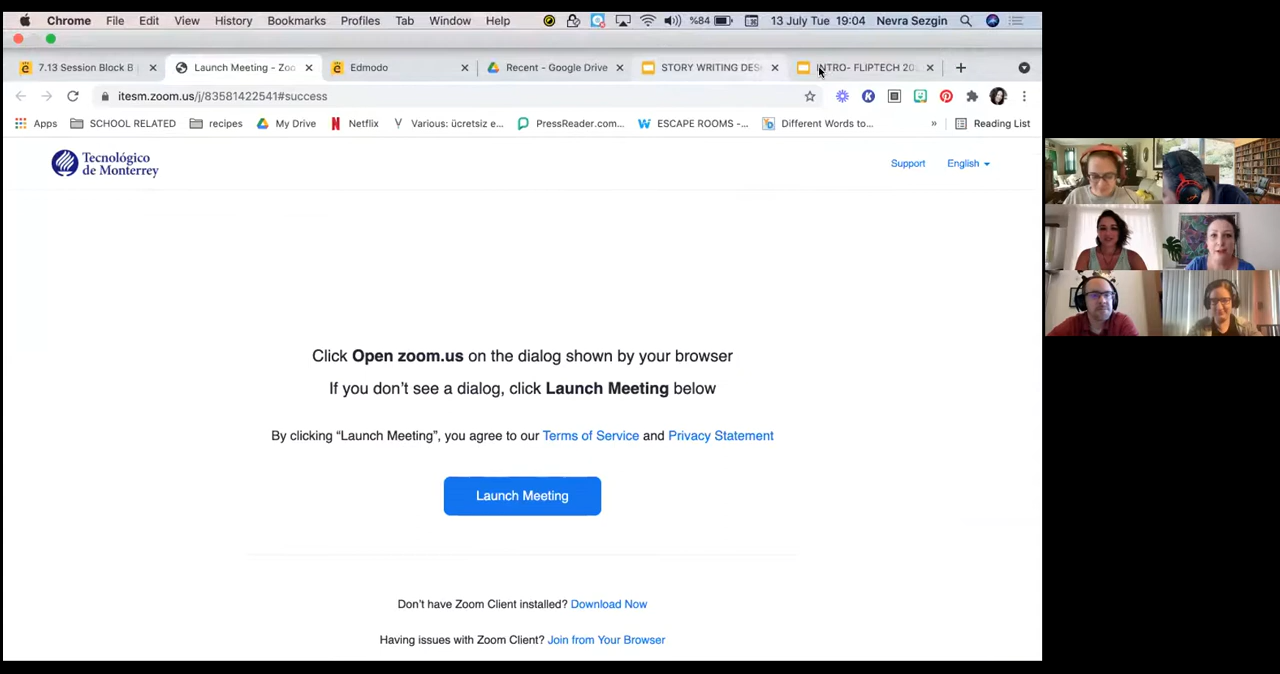 Chrome File Edit View History Bookmarks Profiles Tab Window Help %84 13 July Tue 19:04 Nevra Sezgin
7.13 Session Block B Launch Meeting - Zoo Edmodo Recent - Google Drive STORY WRITING DES INTRO- FLIPTECH 20
itesm.zoom.us/j/83581422541#success
Apps SCHOOL RELATED recipes My Drive Netflix Various: ücretsiz e... PressReader.com... ESCAPE ROOMS -... Different Words to... » Reading List
Tecnológico
de Monterrey
Support English
Click Open zoom.us on the dialog shown by your browser
If you don't see a dialog, click Launch Meeting below
By clicking “Launch Meeting”, you agree to our Terms of Service and Privacy Statement
Launch Meeting
Don't have Zoom Client installed? Download Now
Having issues with Zoom Client? Join from Your Browser